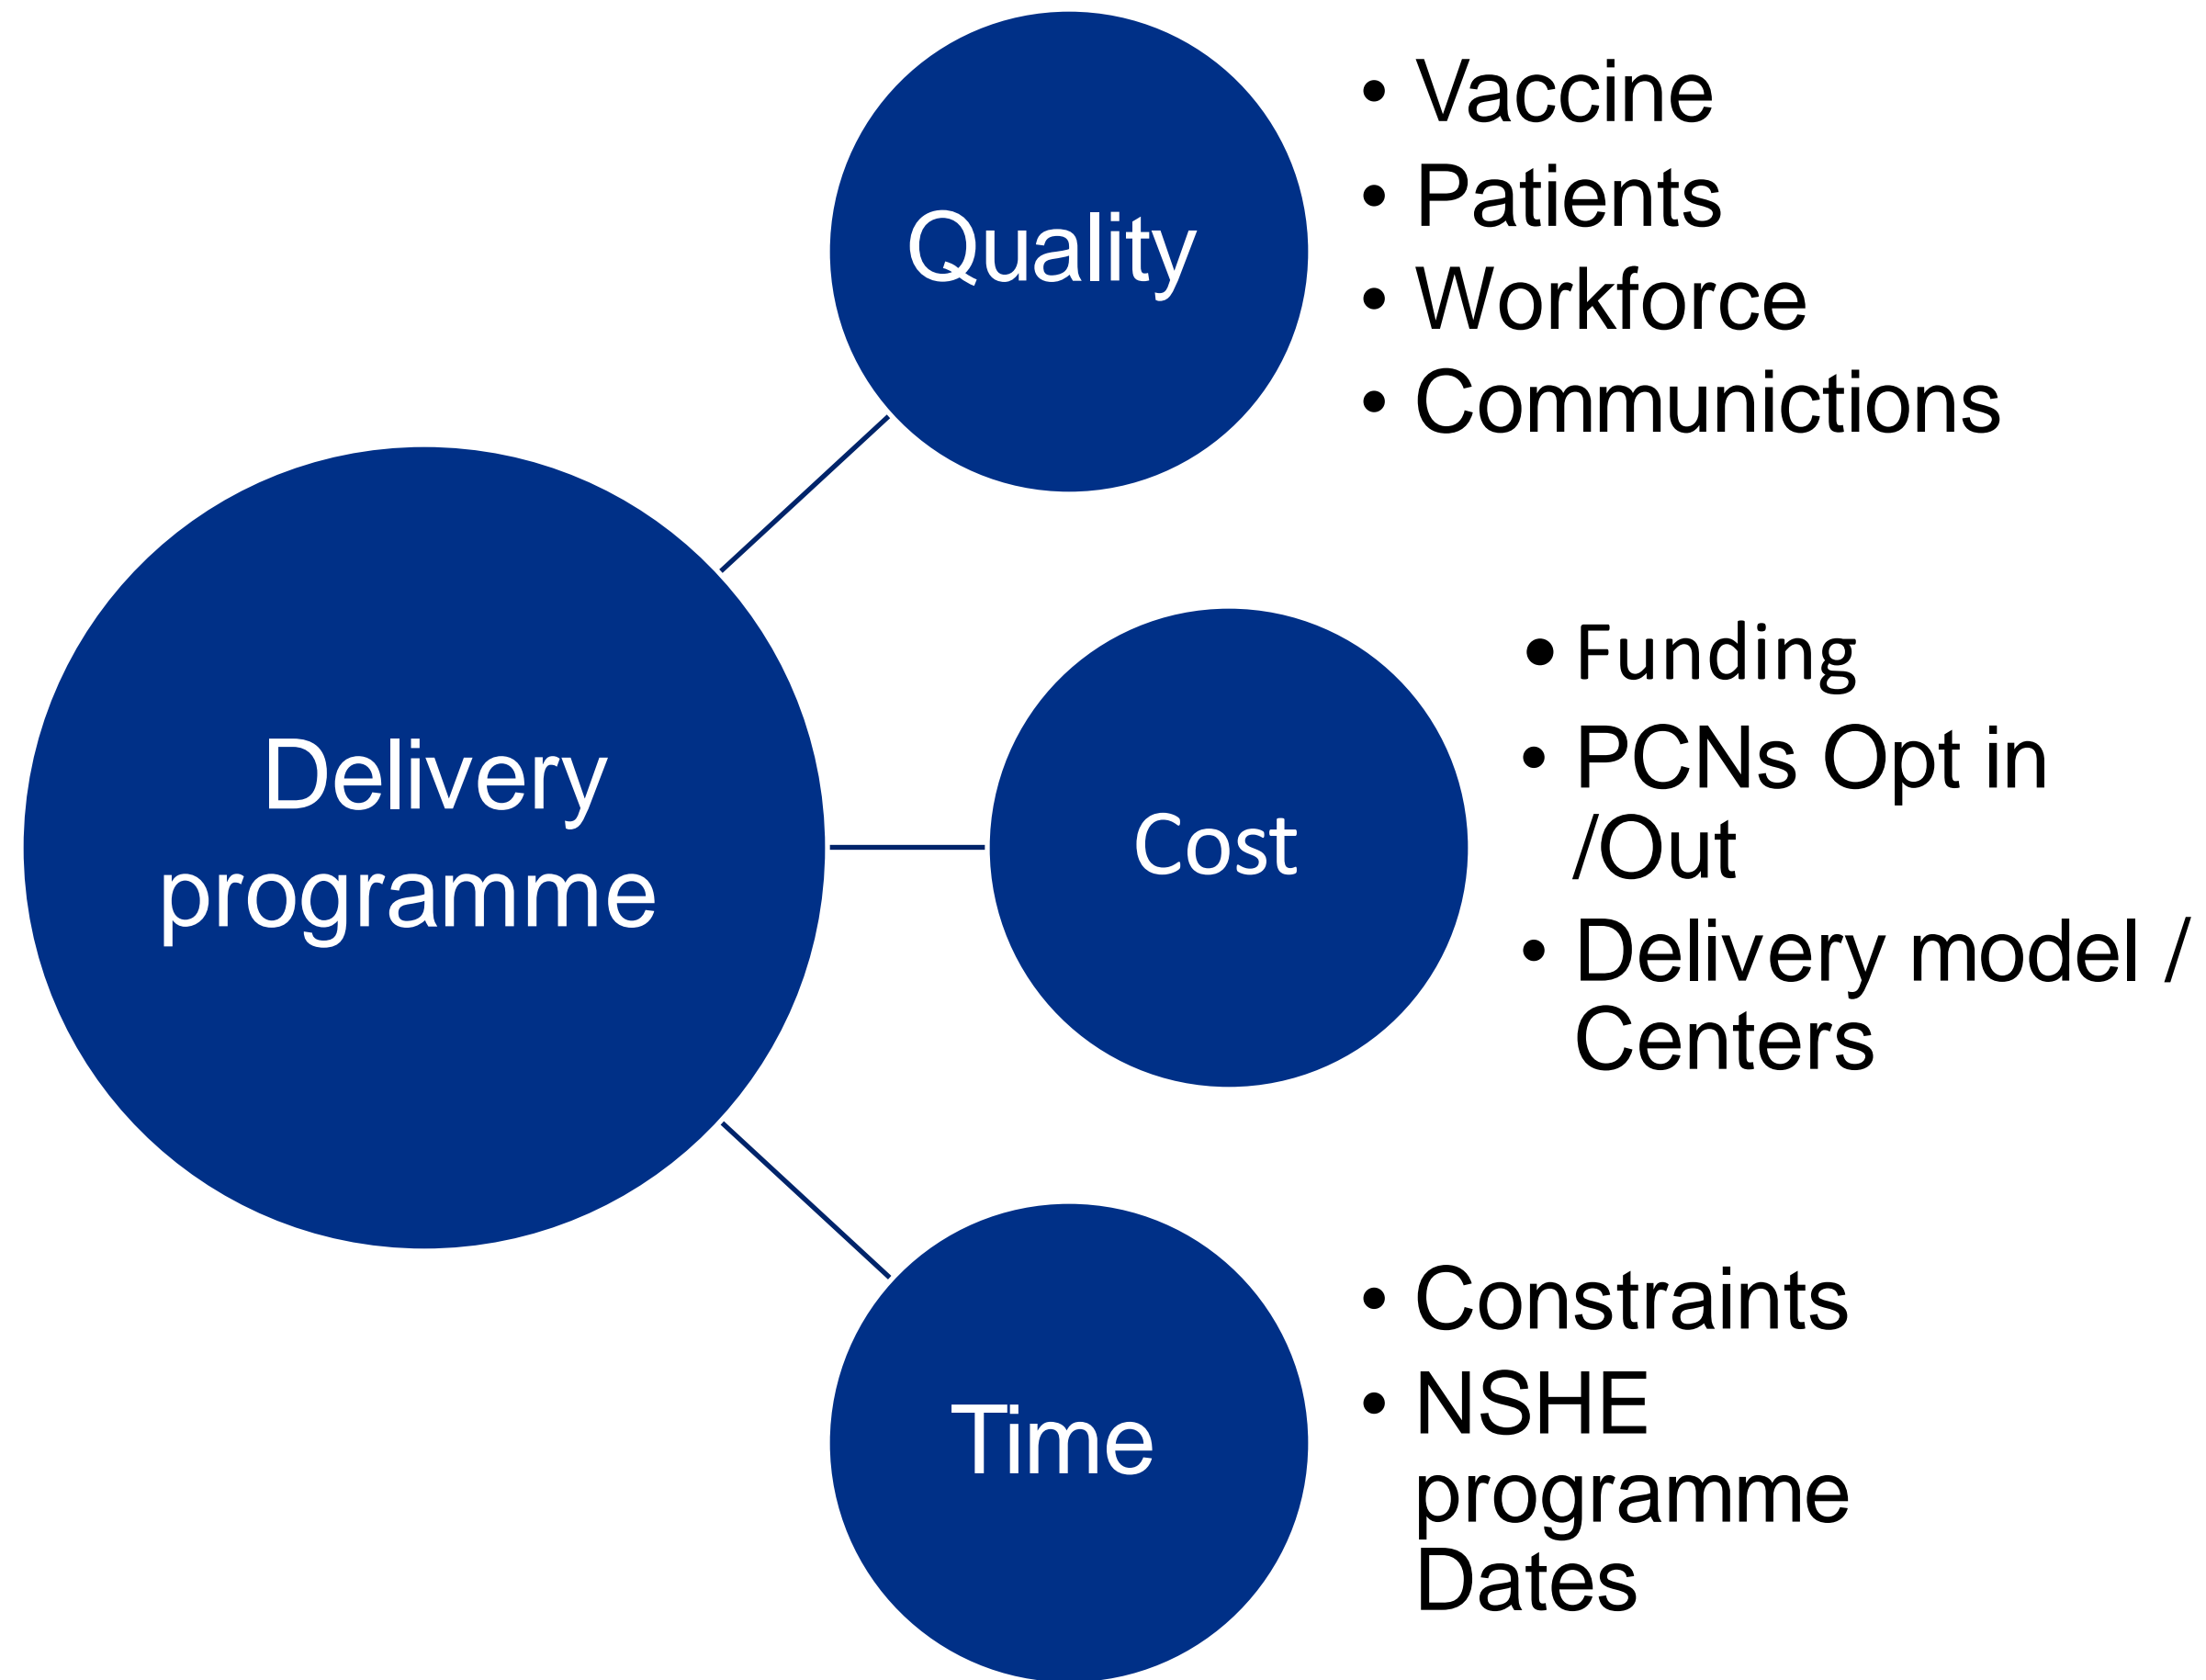 Delivery
programme
Quality
• Vaccine
• Patients
• Workforce
• Communictions
Cost
• Funding
• PCNs Opt in
/Out
• Delivery model /
Centers
Time
• Constraints
• NSHE
programme
Dates